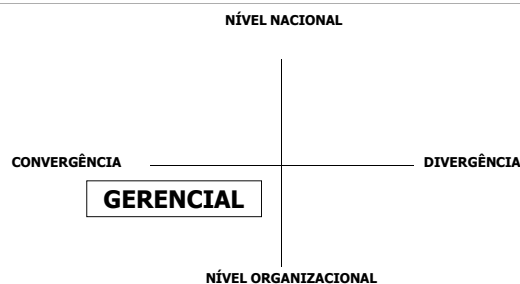 NÍVEL NACIONAL
CONVERGÊNCIA
DIVERGÊNCIA
GERENCIAL
NÍVEL ORGANIZACIONAL